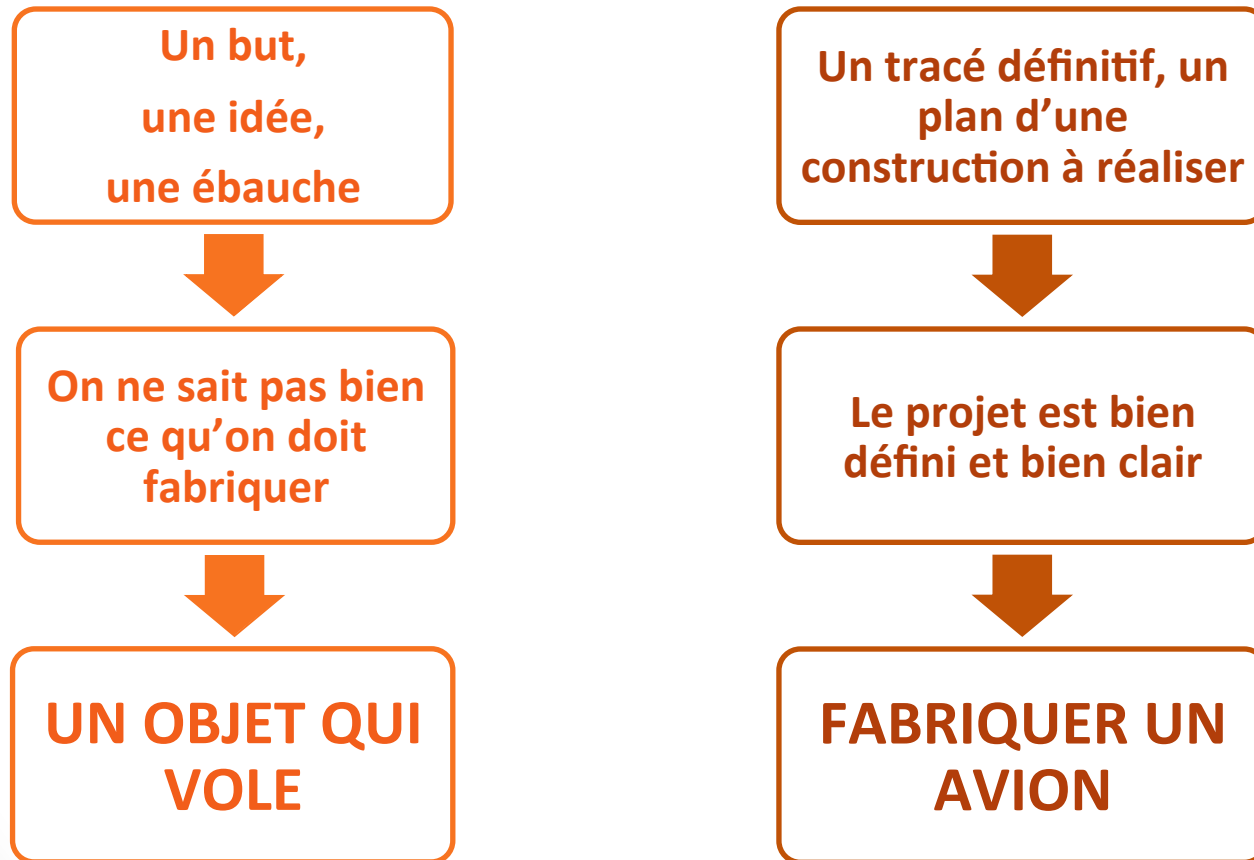 Un but,
une idée,
une ébauche
On ne sait pas bien
ce qu’on doit
fabriquer
UN OBJET QUI
VOLE
Un tracé définitif, un
plan d’une
construction à réaliser
Le projet est bien
défini et bien clair
FABRIQUER UN
AVION